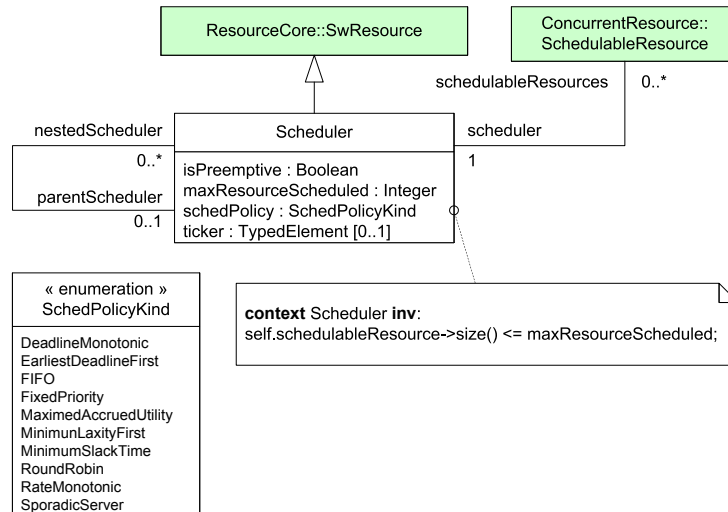 ResourceCore::SwResource
ConcurrentResource::
SchedulableResource
schedulableResources
0..*
nestedScheduler
0..*
parentScheduler
0..1
Scheduler
isPreemptive : Boolean
maxResourceScheduled : Integer
schedPolicy : SchedPolicyKind
ticker : TypedElement [0..1]
scheduler
1
« enumeration »
SchedPolicyKind
DeadlineMonotonic
EarliestDeadlineFirst
FIFO
FixedPriority
MaximedAccruedUtility
MinimunLaxityFirst
MinimumSlackTime
RoundRobin
RateMonotonic
SporadicServer
context Scheduler inv:
self.schedulableResource->size() <= maxResourceScheduled;